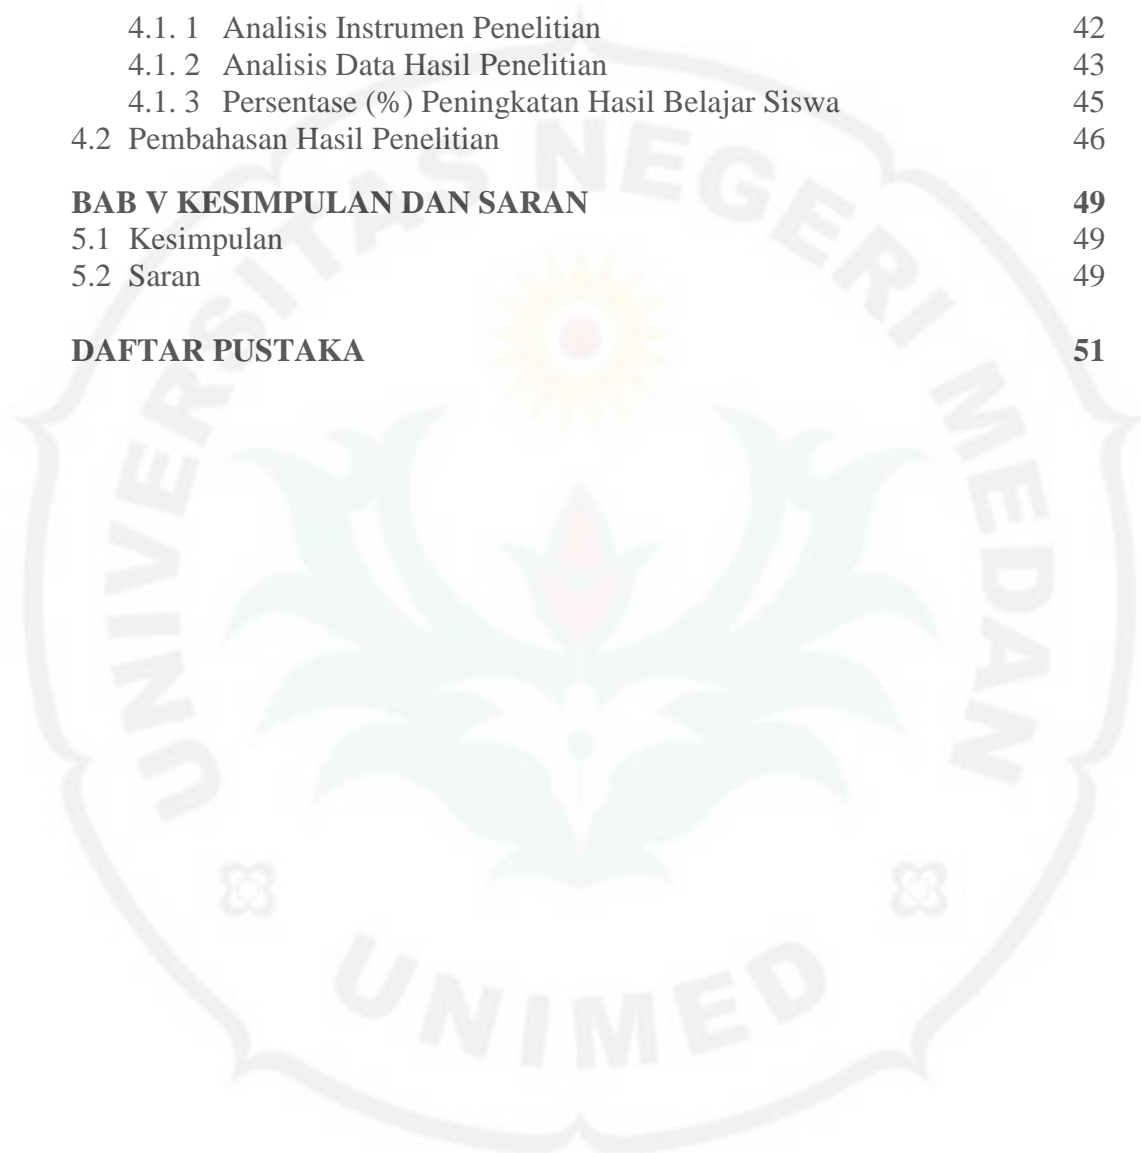 4.1. 1 Analisis Instrumen Penelitian 42
4.1. 2 Analisis Data Hasil Penelitian 43
4.1. 3 Persentase (%) Peningkatan Hasil Belajar Siswa 45
4.2 Pembahasan Hasil Penelitian 46
BAB V KESIMPULAN DAN SARAN 49
5.1 Kesimpulan 49
5.2 Saran 49
DAFTAR PUSTAKA 51
UNIVERSITAS NEGERI MEDAN
UNIMED